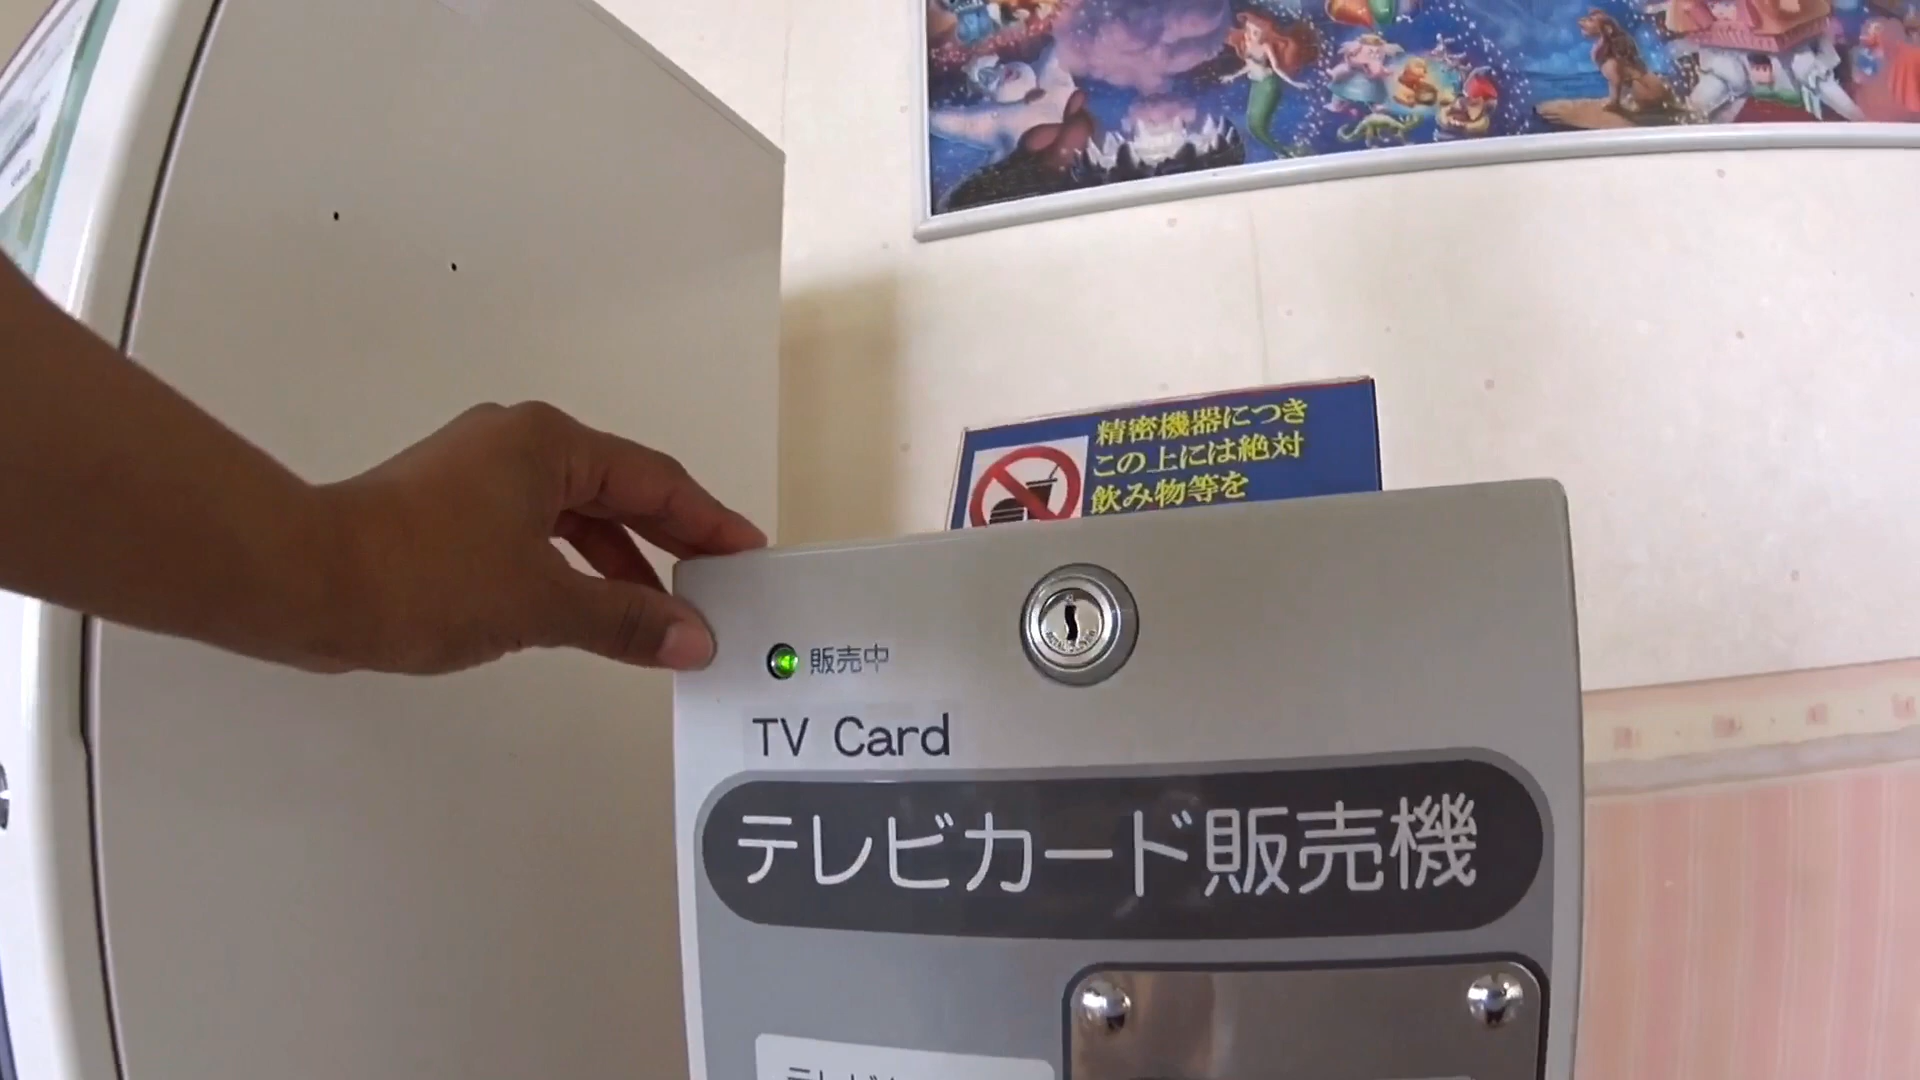 精密機器につき
この上には絶対
飲み物等を
販売中
TV Card
テレビカード販売機